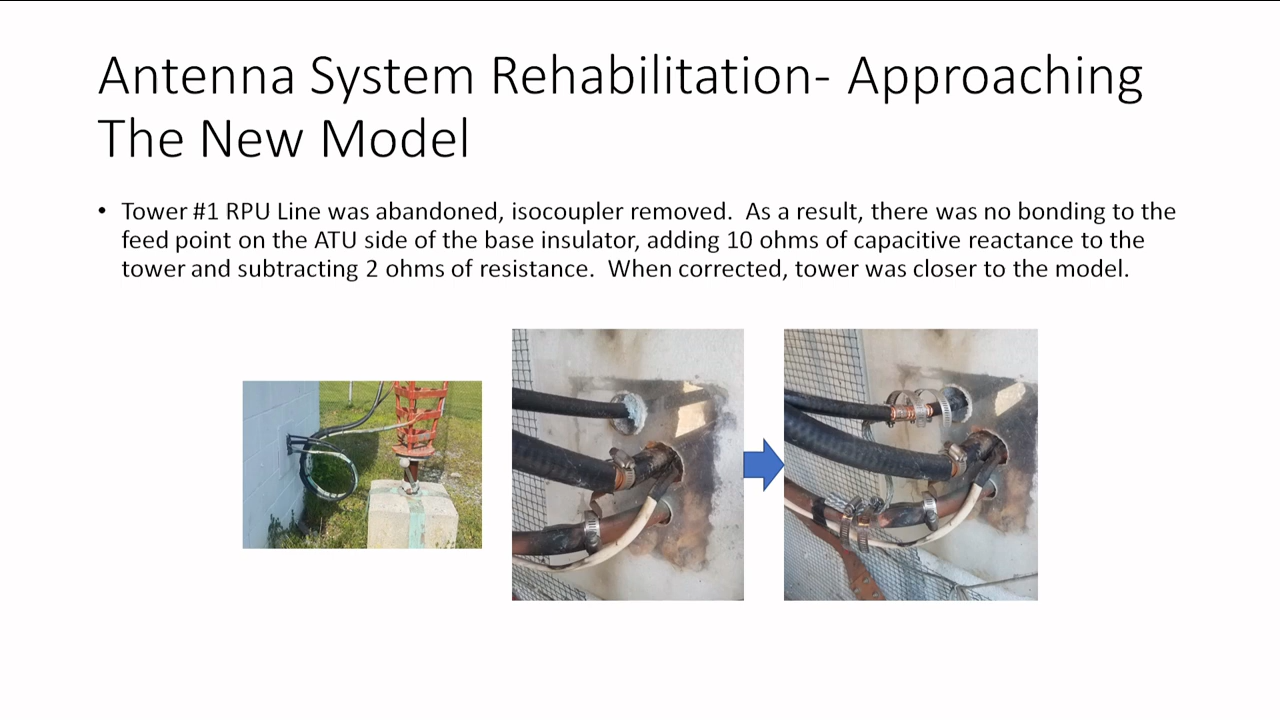 Antenna System Rehabilitation- Approaching
The New Model
• Tower #1 RPU Line was abandoned, isocoupler removed.  As a result, there was no bonding to the
feed point on the ATU side of the base insulator, adding 10 ohms of capacitive reactance to the
tower and subtracting 2 ohms of resistance.  When corrected, tower was closer to the model.